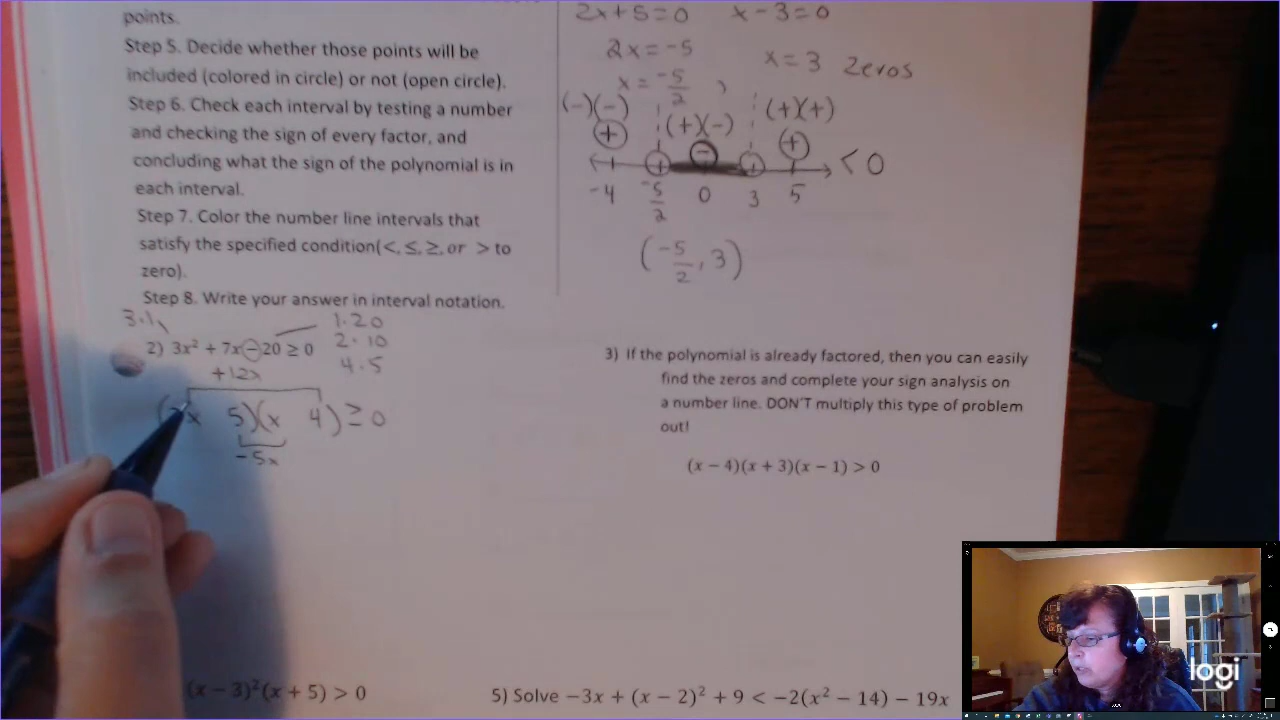 points.
Step 5. Decide whether those points will be
included (colored in circle) or not (open circle).
Step 6. Check each interval by testing a number
and checking the sign of every factor, and
concluding what the sign of the polynomial is in
each interval.
Step 7. Color the number line intervals that
satisfy the specified condition(<, ≤, ≥, or > to
zero).
Step 8. Write your answer in interval notation.
3·1
1·20
2) 3x² + 7x − 20 ≥ 0
2·10
+12x
4·5
x 5)(x 4) ≥ 0
−5x
(x − 3)²(x + 5) > 0
2x + 5 = 0 x − 3 = 0
2x = −5
x = 3 zeros
x = −5/2 ,
(−)(−) (+)(−) (+)(+)
+ − +
< 0
−4 −5/2 0 3 5
(−5/2, 3)
3) If the polynomial is already factored, then you can easily
find the zeros and complete your sign analysis on
a number line. DON'T multiply this type of problem
out!
(x − 4)(x + 3)(x − 1) > 0
5) Solve −3x + (x − 2)² + 9 < −2(x² − 14) − 19x
logi